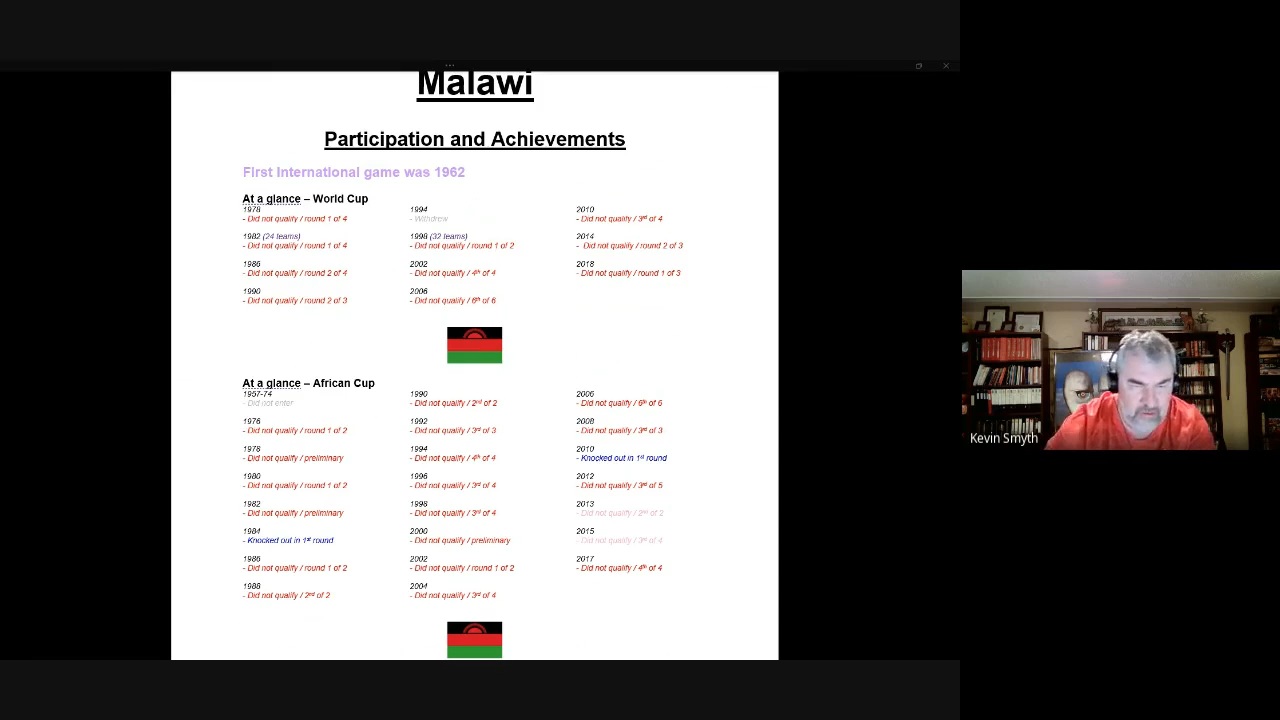 Malawi
Participation and Achievements
First International game was 1962
At a glance – World Cup
1978
- Did not qualify / round 1 of 4
1982 (24 teams)
- Did not qualify / round 1 of 4
1986
- Did not qualify / round 2 of 4
1990
- Did not qualify / round 2 of 3
1994
- Withdrew
1998 (32 teams)
- Did not qualify / round 1 of 2
2002
- Did not qualify / 4th of 4
2006
- Did not qualify / 6th of 6
2010
- Did not qualify / 3rd of 4
2014
- Did not qualify / round 2 of 3
2018
- Did not qualify / round 1 of 3
At a glance – African Cup
1957-74
- Did not enter
1976
- Did not qualify / round 1 of 2
1978
- Did not qualify / preliminary
1980
- Did not qualify / round 1 of 2
1982
- Did not qualify / preliminary
1984
- Knocked out in 1st round
1986
- Did not qualify / round 1 of 2
1988
- Did not qualify / 2nd of 2
1990
- Did not qualify / 2nd of 2
1992
- Did not qualify / 3rd of 3
1994
- Did not qualify / 4th of 4
1996
- Did not qualify / 3rd of 4
1998
- Did not qualify / 3rd of 4
2000
- Did not qualify / preliminary
2002
- Did not qualify / round 1 of 2
2004
- Did not qualify / 3rd of 4
2006
- Did not qualify / 6th of 6
2008
- Did not qualify / 3rd of 3
2010
- Knocked out in 1st round
2012
- Did not qualify / 3rd of 5
2013
- Did not qualify / 2nd of 2
2015
- Did not qualify / 3rd of 4
2017
- Did not qualify / 4th of 4
Kevin Smyth